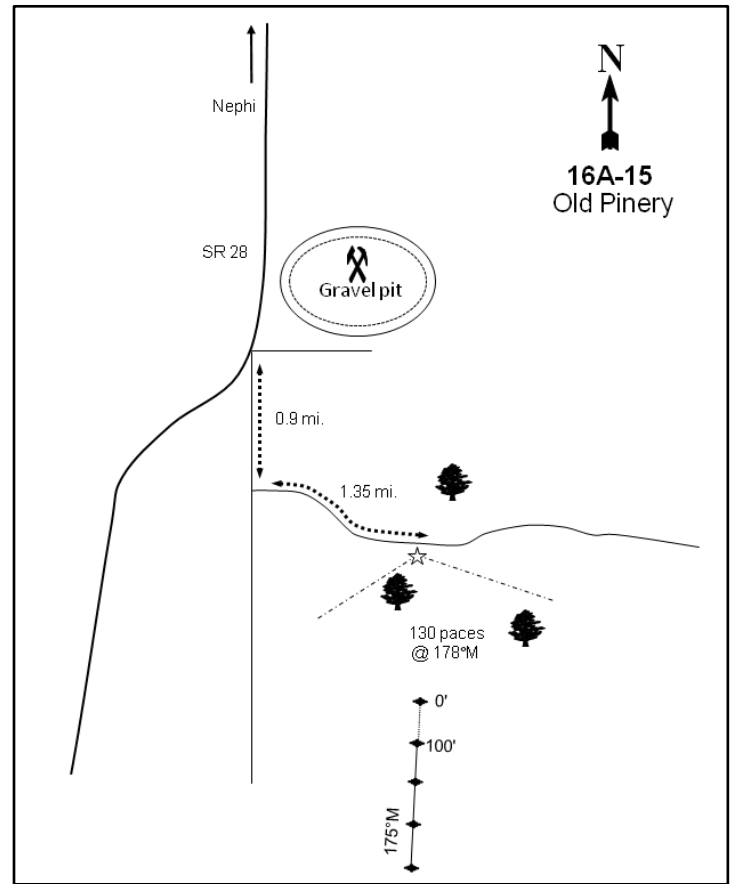 N
16A-15
Old Pinery
Nephi
SR 28
Gravel pit
0.9 mi.
1.35 mi.
130 paces
@ 178°M
0'
100'
175°M